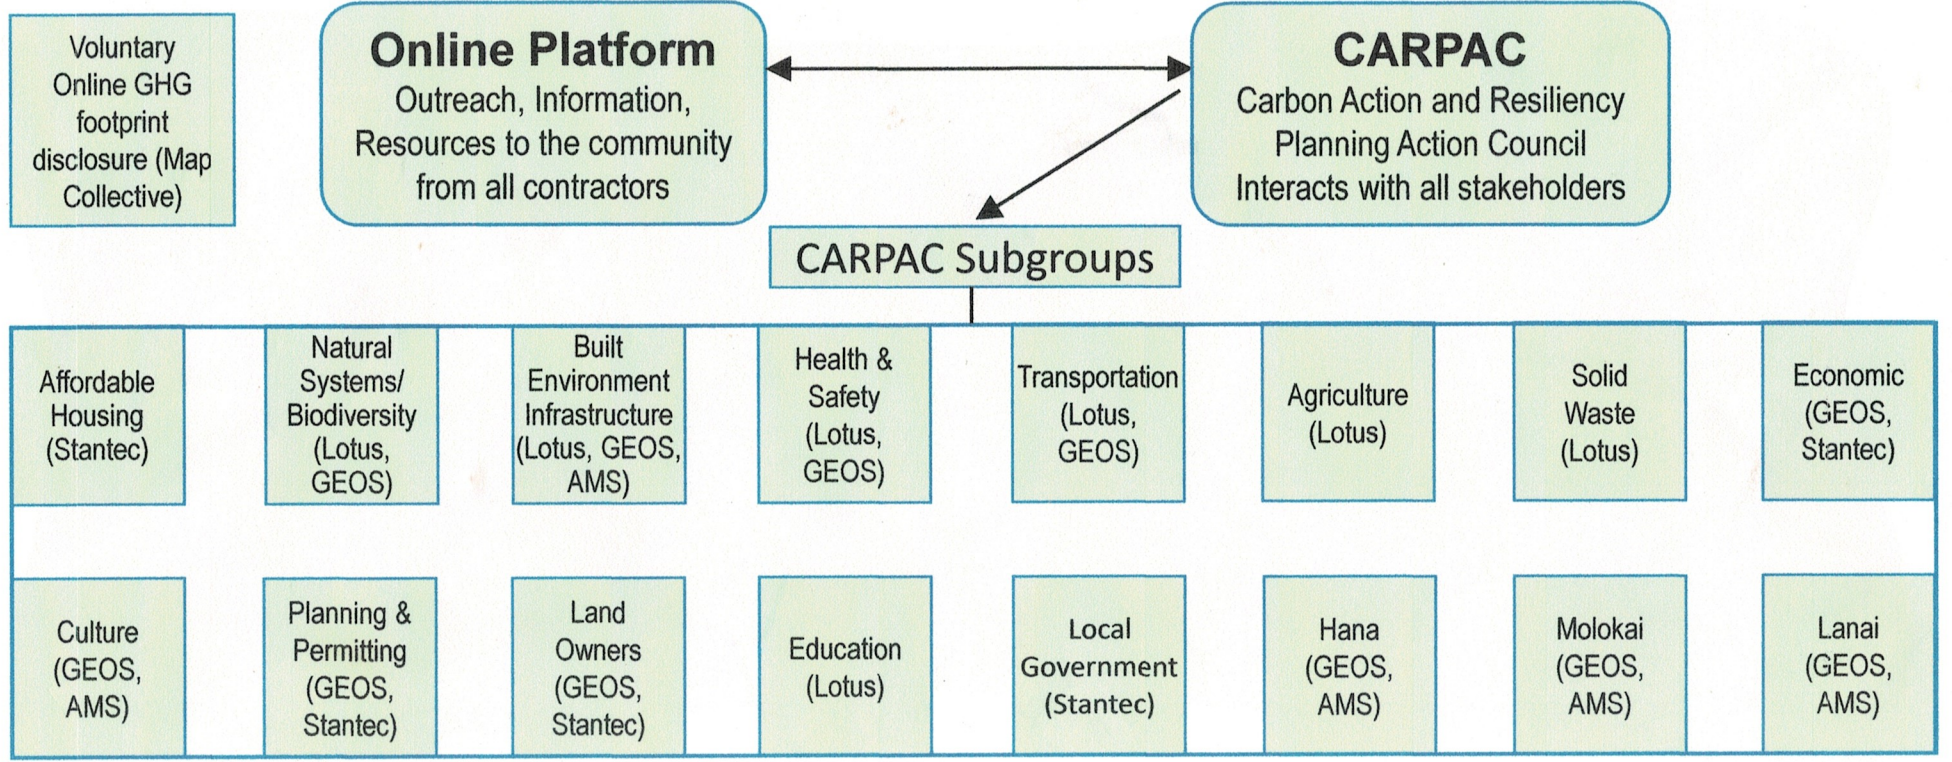 Voluntary
Online GHG
footprint
disclosure (Map
Collective)
Online Platform
Outreach, Information,
Resources to the community
from all contractors
CARPAC
Carbon Action and Resiliency
Planning Action Council
Interacts with all stakeholders
CARPAC Subgroups
Affordable
Housing
(Stantec)
Natural
Systems/
Biodiversity
(Lotus,
GEOS)
Built
Environment
Infrastructure
(Lotus, GEOS,
AMS)
Health &
Safety
(Lotus,
GEOS)
Transportation
(Lotus,
GEOS)
Agriculture
(Lotus)
Solid
Waste
(Lotus)
Economic
(GEOS,
Stantec)
Culture
(GEOS,
AMS)
Planning &
Permitting
(GEOS,
Stantec)
Land
Owners
(GEOS,
Stantec)
Education
(Lotus)
Local
Government
(Stantec)
Hana
(GEOS,
AMS)
Molokai
(GEOS,
AMS)
Lanai
(GEOS,
AMS)